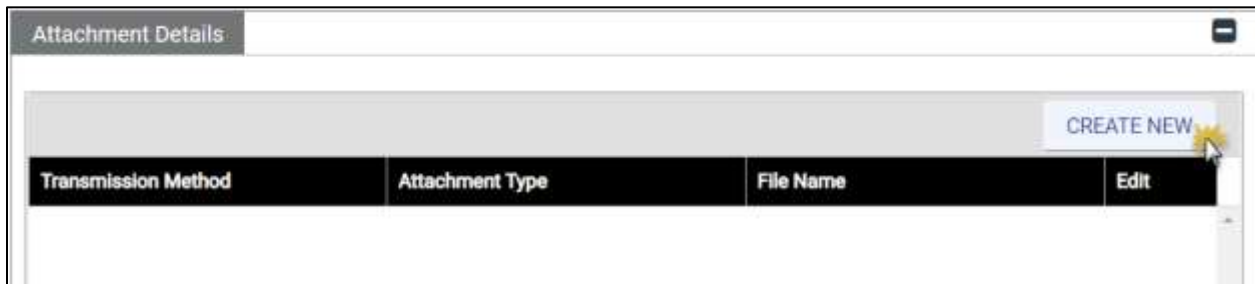 Attachment Details
CREATE NEW
Transmission Method Attachment Type File Name Edit